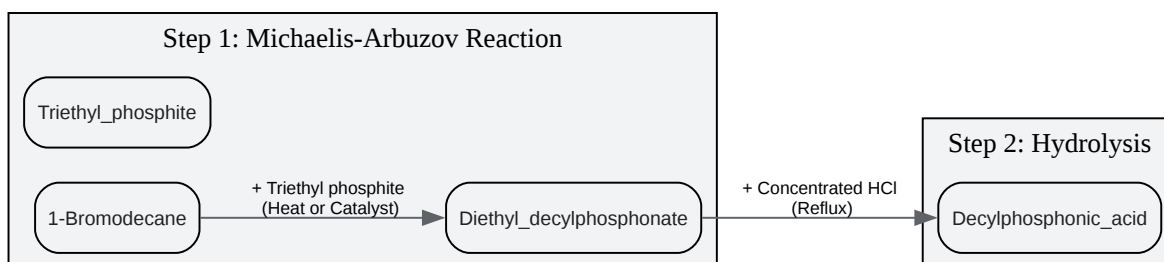 Step 1: Michaelis-Arbuzov Reaction
Triethyl_phosphite
1-Bromodecane
+ Triethyl phosphite
(Heat or Catalyst)
Diethyl_decylphosphonate
+ Concentrated HCl
(Reflux)
Step 2: Hydrolysis
Decylphosphonic_acid